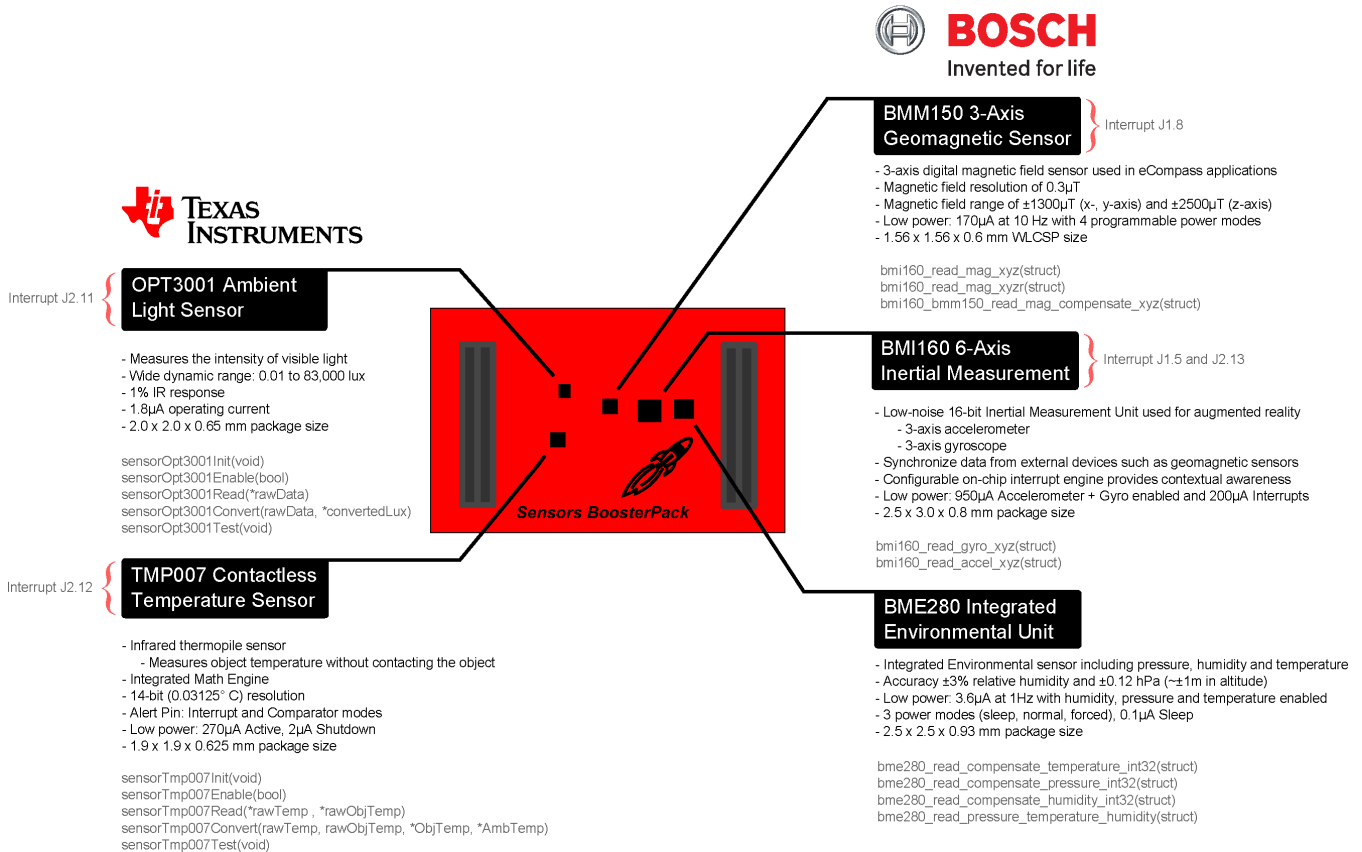 BOSCH
Invented for life
BMM150 3-Axis
Geomagnetic Sensor
Interrupt J1.8
- 3-axis digital magnetic field sensor used in eCompass applications
- Magnetic field resolution of 0.3µT
- Magnetic field range of ±1300µT (x-, y-axis) and ±2500µT (z-axis)
- Low power: 170µA at 10 Hz with 4 programmable power modes
- 1.56 x 1.56 x 0.6 mm WLCSP size
bmi160_read_mag_xyz(struct)
bmi160_read_mag_xyzr(struct)
bmi160_bmm150_read_mag_compensate_xyz(struct)
TEXAS
INSTRUMENTS
OPT3001 Ambient
Light Sensor
Interrupt J2.11
- Measures the intensity of visible light
- Wide dynamic range: 0.01 to 83,000 lux
- 1% IR response
- 1.8µA operating current
- 2.0 x 2.0 x 0.65 mm package size
sensorOpt3001Init(void)
sensorOpt3001Enable(bool)
sensorOpt3001Read(*rawData)
sensorOpt3001Convert(rawData, *convertedLux)
sensorOpt3001Test(void)
Sensors BoosterPack
BMI160 6-Axis
Inertial Measurement
Interrupt J1.5 and J2.13
- Low-noise 16-bit Inertial Measurement Unit used for augmented reality
- 3-axis accelerometer
- 3-axis gyroscope
- Synchronize data from external devices such as geomagnetic sensors
- Configurable on-chip interrupt engine provides contextual awareness
- Low power: 950µA Accelerometer + Gyro enabled and 200µA Interrupts
- 2.5 x 3.0 x 0.8 mm package size
bmi160_read_gyro_xyz(struct)
bmi160_read_accel_xyz(struct)
TMP007 Contactless
Temperature Sensor
Interrupt J2.12
- Infrared thermopile sensor
- Measures object temperature without contacting the object
- Integrated Math Engine
- 14-bit (0.03125° C) resolution
- Alert Pin: Interrupt and Comparator modes
- Low power: 270µA Active, 2µA Shutdown
- 1.9 x 1.9 x 0.625 mm package size
sensorTmp007Init(void)
sensorTmp007Enable(bool)
sensorTmp007Read(*rawTemp , *rawObjTemp)
sensorTmp007Convert(rawTemp, rawObjTemp, *ObjTemp, *AmbTemp)
sensorTmp007Test(void)
BME280 Integrated
Environmental Unit
- Integrated Environmental sensor including pressure, humidity and temperature
- Accuracy ±3% relative humidity and ±0.12 hPa (~±1m in altitude)
- Low power: 3.6µA at 1Hz with humidity, pressure and temperature enabled
- 3 power modes (sleep, normal, forced), 0.1µA Sleep
- 2.5 x 2.5 x 0.93 mm package size
bme280_read_compensate_temperature_int32(struct)
bme280_read_compensate_pressure_int32(struct)
bme280_read_compensate_humidity_int32(struct)
bme280_read_pressure_temperature_humidity(struct)